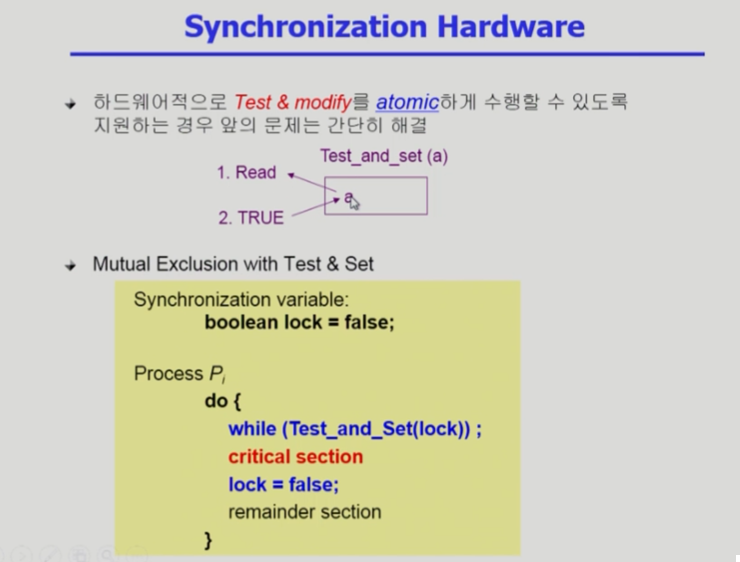 Synchronization Hardware
하드웨어적으로 Test & modify를 atomic하게 수행할 수 있도록
지원하는 경우 앞의 문제는 간단히 해결
Test_and_set (a)
1. Read
a
2. TRUE
Mutual Exclusion with Test & Set
Synchronization variable:
boolean lock = false;
Process Pi
do {
while (Test_and_Set(lock)) ;
critical section
lock = false;
remainder section
}